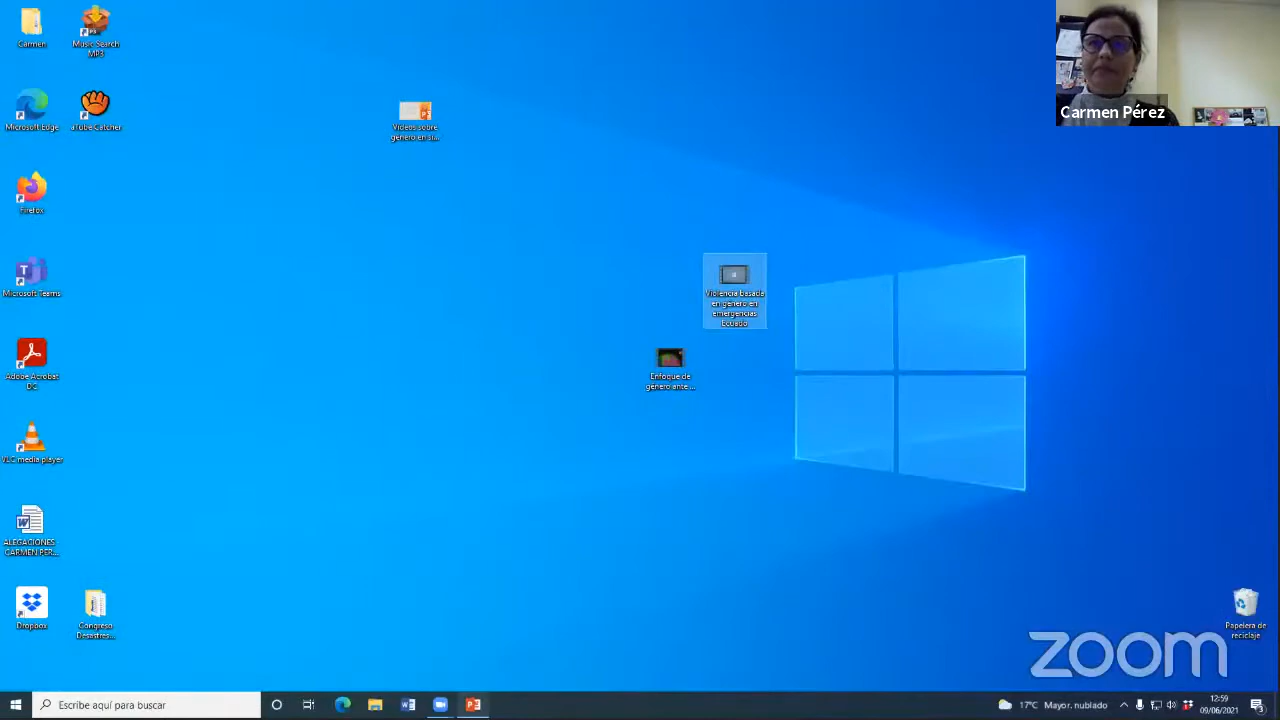 Carmen
Music Search
MP3
Carmen Pérez
Microsoft Edge
aTube Catcher
Videos sobre
género en si...
Firefox
Microsoft Teams
Violencia basada
en género en
emergencias
Ecuado
Adobe Acrobat
DC
Enfoque de
género ante ...
VLC media player
ALEGACIONES
CARMEN PER...
Dropbox
Congreso
Desastres...
Papelera de
reciclaje
zoom
Escribe aquí para buscar
17°C Mayor. nublado
12:59
09/06/2021